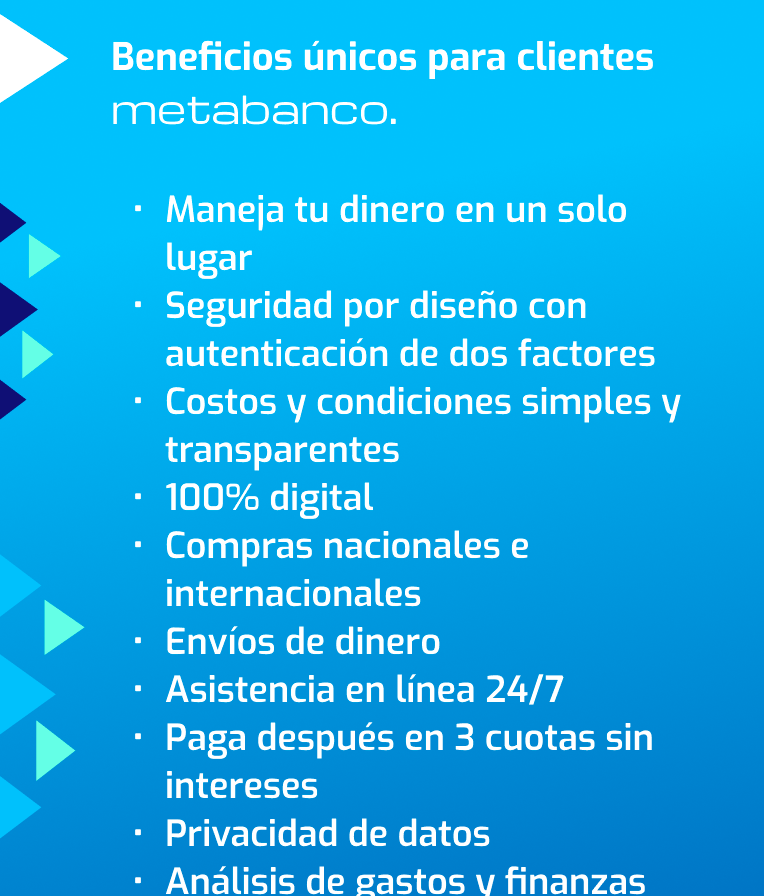 Beneficios únicos para clientes
metabanco.
· Maneja tu dinero en un solo
lugar
· Seguridad por diseño con
autenticación de dos factores
· Costos y condiciones simples y
transparentes
· 100% digital
· Compras nacionales e
internacionales
· Envíos de dinero
· Asistencia en línea 24/7
· Paga después en 3 cuotas sin
intereses
· Privacidad de datos
· Análisis de gastos y finanzas